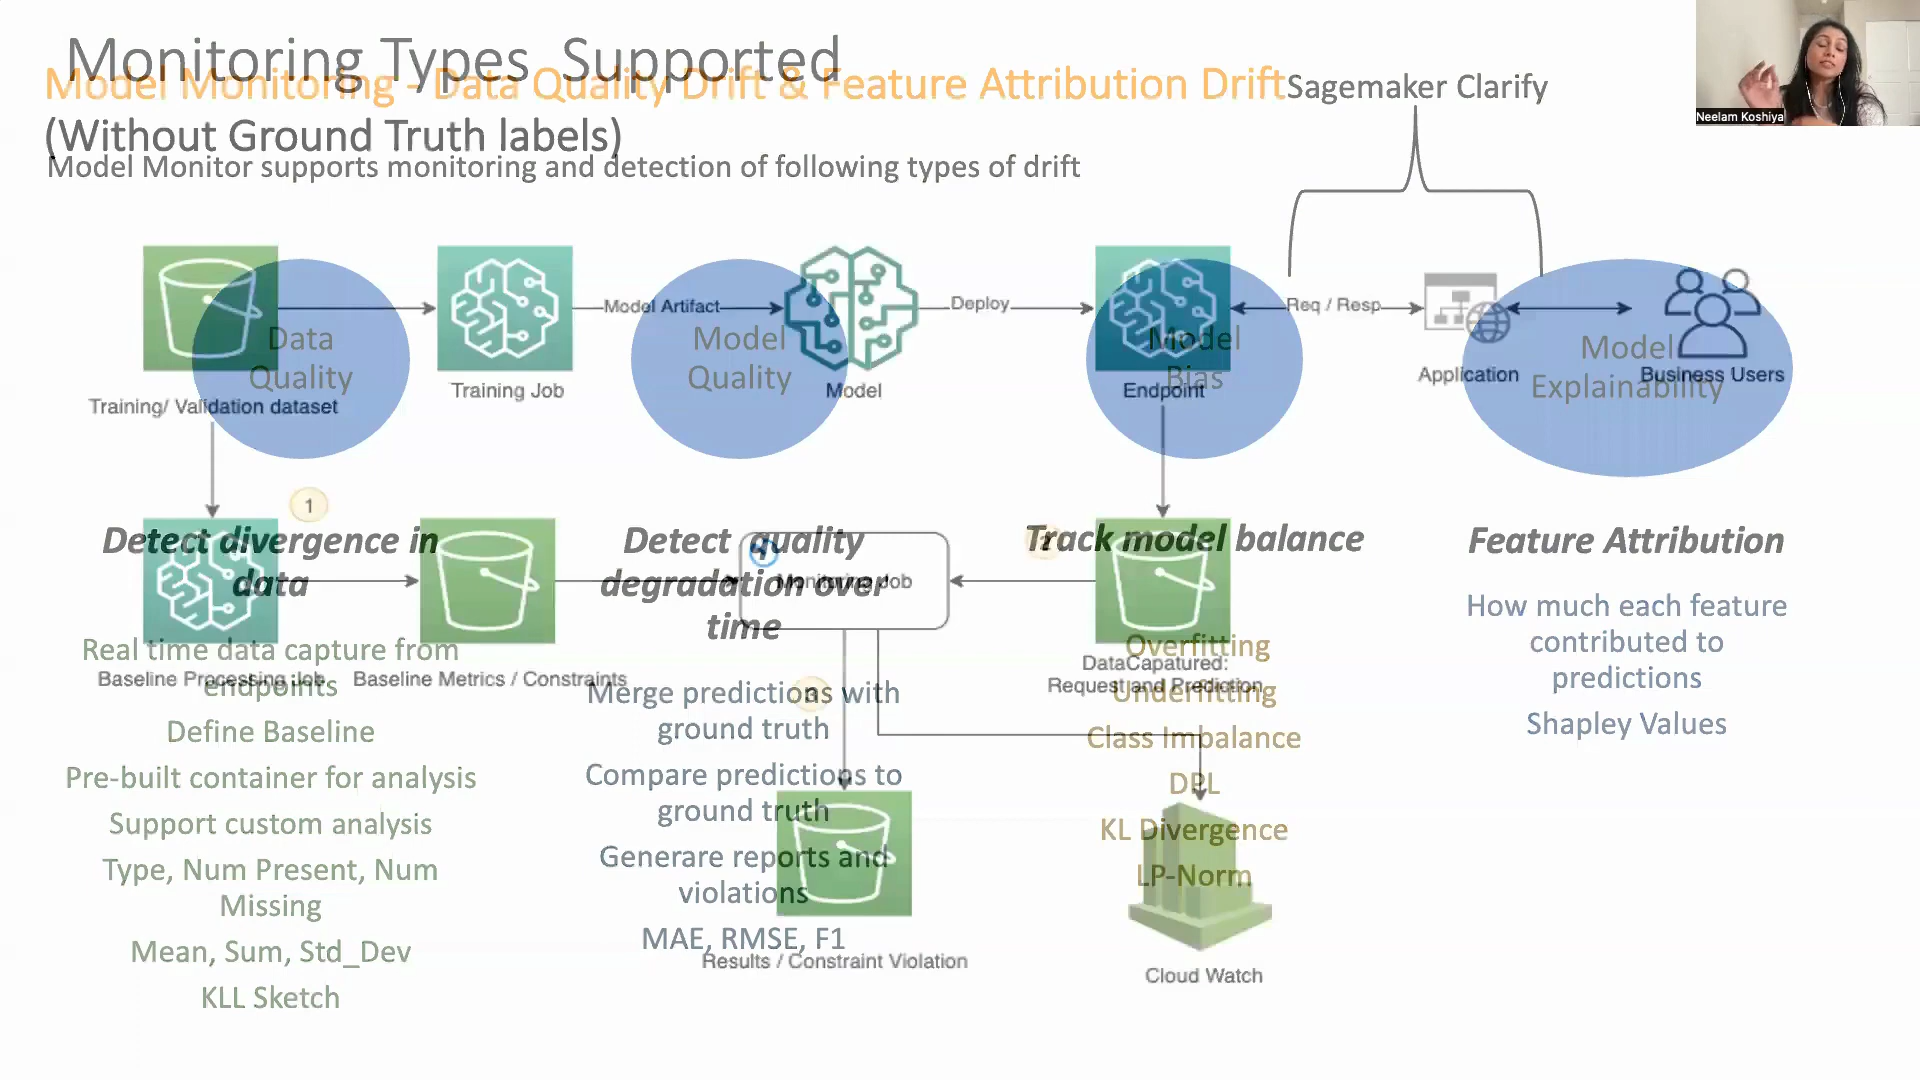 Monitoring Types Supported
Model Monitor supports monitoring and detection of following types of drift
Sagemaker Clarify
Data
Quality
Model
Quality
Model
Bias
Model
Explainability
Detect divergence in
data
Real time data capture from
endpoints
Define Baseline
Pre-built container for analysis
Support custom analysis
Type, Num Present, Num
Missing
Mean, Sum, Std_Dev
KLL Sketch
Detect quality
degradation over
time
Merge predictions with
ground truth
Compare predictions to
ground truth
Generare reports and
violations
MAE, RMSE, F1
Track model balance
Overfitting
Underfitting
Class Imbalance
DPL
KL Divergence
LP-Norm
Feature Attribution
How much each feature
contributed to
predictions
Shapley Values
Model Monitoring - Data Quality Drift & Feature Attribution Drift
(Without Ground Truth labels)
Training/ Validation dataset
Training Job
Model Artifact
Model
Deploy
Endpoint
Req / Resp
Application
Business Users
1
Baseline Processing Job
Baseline Metrics / Constraints
4
Monitoring Job
2
DataCapatured:
Request and Prediction
3
Results / Constraint Violation
Cloud Watch
Neelam Koshiya